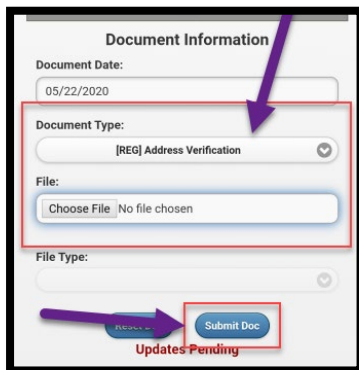 Document Information
Document Date:
05/22/2020
Document Type:
[REG] Address Verification
File:
Choose File No file chosen
File Type:
Submit Doc
Updates Pending